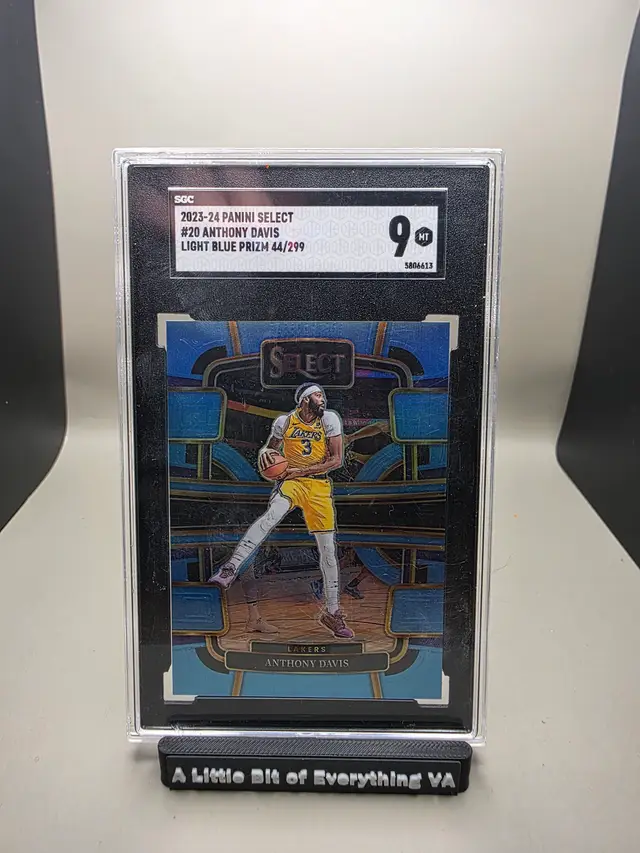 SGC
2023-24 PANINI SELECT
#20 ANTHONY DAVIS
LIGHT BLUE PRIZM 44/299
9 MT
5806613
SELECT
LAKERS
3
LAKERS
ANTHONY DAVIS
A Little Bit of Everything VA